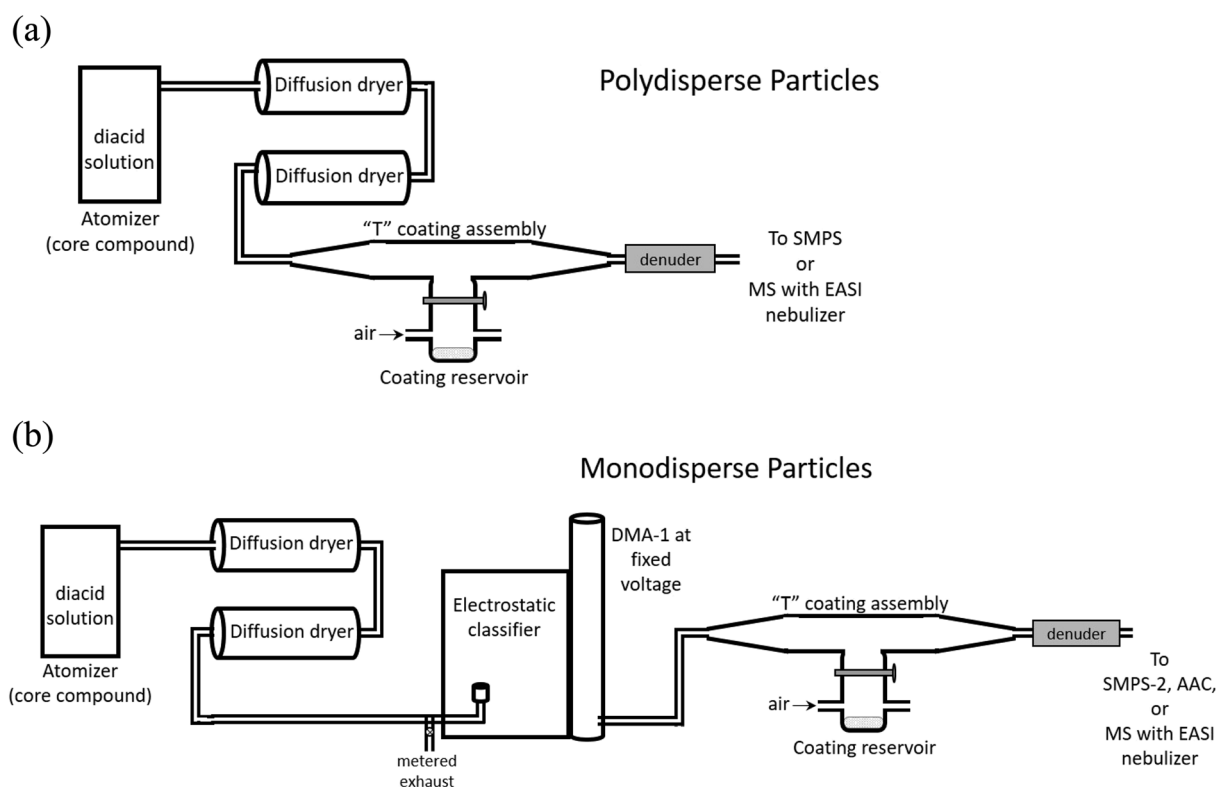 (a)
Polydisperse Particles
Diffusion dryer
diacid
solution
Diffusion dryer
Atomizer
(core compound)
“T” coating assembly
denuder
To SMPS
or
MS with EASI
nebulizer
air
Coating reservoir
(b)
Monodisperse Particles
DMA-1 at
fixed
voltage
Diffusion dryer
diacid
solution
Electrostatic
classifier
Diffusion dryer
“T” coating assembly
denuder
Atomizer
(core compound)
To
SMPS-2, AAC,
or
MS with EASI
nebulizer
air
Coating reservoir
metered
exhaust